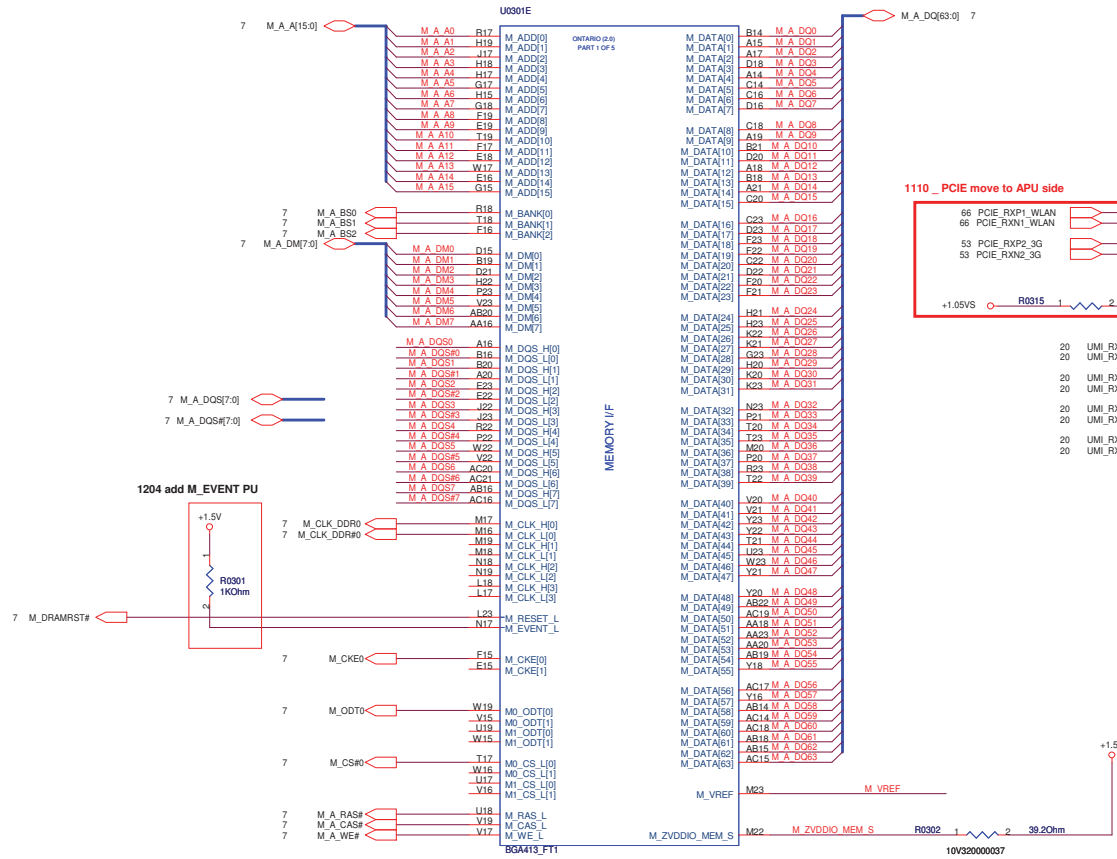 U0301E
ONTARIO (2.0)
PART 1 OF 5
MEMORY I/F
BGA413_FT1
7 M_A_A[15:0]
M_A_A0 R17 M_ADD[0]
M_A_A1 H19 M_ADD[1]
M_A_A2 J17 M_ADD[2]
M_A_A3 H18 M_ADD[3]
M_A_A4 H17 M_ADD[4]
M_A_A5 G17 M_ADD[5]
M_A_A6 H15 M_ADD[6]
M_A_A7 G18 M_ADD[7]
M_A_A8 F19 M_ADD[8]
M_A_A9 E19 M_ADD[9]
M_A_A10 T19 M_ADD[10]
M_A_A11 F17 M_ADD[11]
M_A_A12 E18 M_ADD[12]
M_A_A13 W17 M_ADD[13]
M_A_A14 E16 M_ADD[14]
M_A_A15 G15 M_ADD[15]
7 M_A_BS0 R18 M_BANK[0]
7 M_A_BS1 T18 M_BANK[1]
7 M_A_BS2 F16 M_BANK[2]
7 M_A_DM[7:0]
M_A_DM0 D15 M_DM[0]
M_A_DM1 B19 M_DM[1]
M_A_DM2 D21 M_DM[2]
M_A_DM3 H22 M_DM[3]
M_A_DM4 P23 M_DM[4]
M_A_DM5 V23 M_DM[5]
M_A_DM6 AB20 M_DM[6]
M_A_DM7 AA16 M_DM[7]
M_A_DQS0 A16 M_DQS_H[0]
M_A_DQS#0 B16 M_DQS_L[0]
M_A_DQS1 B20 M_DQS_H[1]
M_A_DQS#1 A20 M_DQS_L[1]
M_A_DQS2 E23 M_DQS_H[2]
M_A_DQS#2 E22 M_DQS_L[2]
M_A_DQS3 J22 M_DQS_H[3]
M_A_DQS#3 J23 M_DQS_L[3]
M_A_DQS4 R22 M_DQS_H[4]
M_A_DQS#4 P22 M_DQS_L[4]
M_A_DQS5 W22 M_DQS_H[5]
M_A_DQS#5 V22 M_DQS_L[5]
M_A_DQS6 AC20 M_DQS_H[6]
M_A_DQS#6 AC21 M_DQS_L[6]
M_A_DQS7 AB16 M_DQS_H[7]
M_A_DQS#7 AC16 M_DQS_L[7]
7 M_A_DQS[7:0]
7 M_A_DQS#[7:0]
1204 add M_EVENT PU
+1.5V
1
R0301
1KOhm
2
7 M_CLK_DDR0 M17 M_CLK_H[0]
7 M_CLK_DDR#0 M16 M_CLK_L[0]
M19 M_CLK_H[1]
M18 M_CLK_L[1]
N18 M_CLK_H[2]
N19 M_CLK_L[2]
L18 M_CLK_H[3]
L17 M_CLK_L[3]
7 M_DRAMRST# L23 M_RESET_L
N17 M_EVENT_L
7 M_CKE0 F15 M_CKE[0]
E15 M_CKE[1]
7 M_ODT0 W19 M0_ODT[0]
V15 M0_ODT[1]
U19 M1_ODT[0]
W15 M1_ODT[1]
7 M_CS#0 T17 M0_CS_L[0]
W16 M0_CS_L[1]
U17 M1_CS_L[0]
V16 M1_CS_L[1]
7 M_A_RAS# U18 M_RAS_L
7 M_A_CAS# V19 M_CAS_L
7 M_A_WE# V17 M_WE_L
M_A_DQ[63:0] 7
M_DATA[0] B14 M_A_DQ0
M_DATA[1] A15 M_A_DQ1
M_DATA[2] A17 M_A_DQ2
M_DATA[3] D18 M_A_DQ3
M_DATA[4] A14 M_A_DQ4
M_DATA[5] C14 M_A_DQ5
M_DATA[6] C16 M_A_DQ6
M_DATA[7] D16 M_A_DQ7
M_DATA[8] C18 M_A_DQ8
M_DATA[9] A19 M_A_DQ9
M_DATA[10] B21 M_A_DQ10
M_DATA[11] D20 M_A_DQ11
M_DATA[12] A18 M_A_DQ12
M_DATA[13] B18 M_A_DQ13
M_DATA[14] A21 M_A_DQ14
M_DATA[15] C20 M_A_DQ15
M_DATA[16] C23 M_A_DQ16
M_DATA[17] D23 M_A_DQ17
M_DATA[18] F23 M_A_DQ18
M_DATA[19] F22 M_A_DQ19
M_DATA[20] C22 M_A_DQ20
M_DATA[21] D22 M_A_DQ21
M_DATA[22] F20 M_A_DQ22
M_DATA[23] F21 M_A_DQ23
M_DATA[24] H21 M_A_DQ24
M_DATA[25] H23 M_A_DQ25
M_DATA[26] K22 M_A_DQ26
M_DATA[27] K21 M_A_DQ27
M_DATA[28] G23 M_A_DQ28
M_DATA[29] H20 M_A_DQ29
M_DATA[30] K20 M_A_DQ30
M_DATA[31] K23 M_A_DQ31
M_DATA[32] N23 M_A_DQ32
M_DATA[33] P21 M_A_DQ33
M_DATA[34] T20 M_A_DQ34
M_DATA[35] T23 M_A_DQ35
M_DATA[36] M20 M_A_DQ36
M_DATA[37] P20 M_A_DQ37
M_DATA[38] R23 M_A_DQ38
M_DATA[39] T22 M_A_DQ39
M_DATA[40] V20 M_A_DQ40
M_DATA[41] V21 M_A_DQ41
M_DATA[42] Y23 M_A_DQ42
M_DATA[43] Y22 M_A_DQ43
M_DATA[44] T21 M_A_DQ44
M_DATA[45] U23 M_A_DQ45
M_DATA[46] W23 M_A_DQ46
M_DATA[47] Y21 M_A_DQ47
M_DATA[48] Y20 M_A_DQ48
M_DATA[49] AB22 M_A_DQ49
M_DATA[50] AC19 M_A_DQ50
M_DATA[51] AA18 M_A_DQ51
M_DATA[52] AA23 M_A_DQ52
M_DATA[53] AA20 M_A_DQ53
M_DATA[54] AB19 M_A_DQ54
M_DATA[55] Y18 M_A_DQ55
M_DATA[56] AC17 M_A_DQ56
M_DATA[57] Y16 M_A_DQ57
M_DATA[58] AB14 M_A_DQ58
M_DATA[59] AC14 M_A_DQ59
M_DATA[60] AC18 M_A_DQ60
M_DATA[61] AB18 M_A_DQ61
M_DATA[62] AB15 M_A_DQ62
M_DATA[63] AC15 M_A_DQ63
M_VREF M23 M_VREF
M_ZVDDIO_MEM_S M22 M_ZVDDIO_MEM_S R0302 1 2 39.2Ohm
10V320000037
+1.5
1110 _ PCIE move to APU side
66 PCIE_RXP1_WLAN
66 PCIE_RXN1_WLAN
53 PCIE_RXP2_3G
53 PCIE_RXN2_3G
+1.05VS R0315 1 2
20 UMI_RX
20 UMI_RX
20 UMI_RX
20 UMI_RX
20 UMI_RX
20 UMI_RX
20 UMI_RX
20 UMI_RX